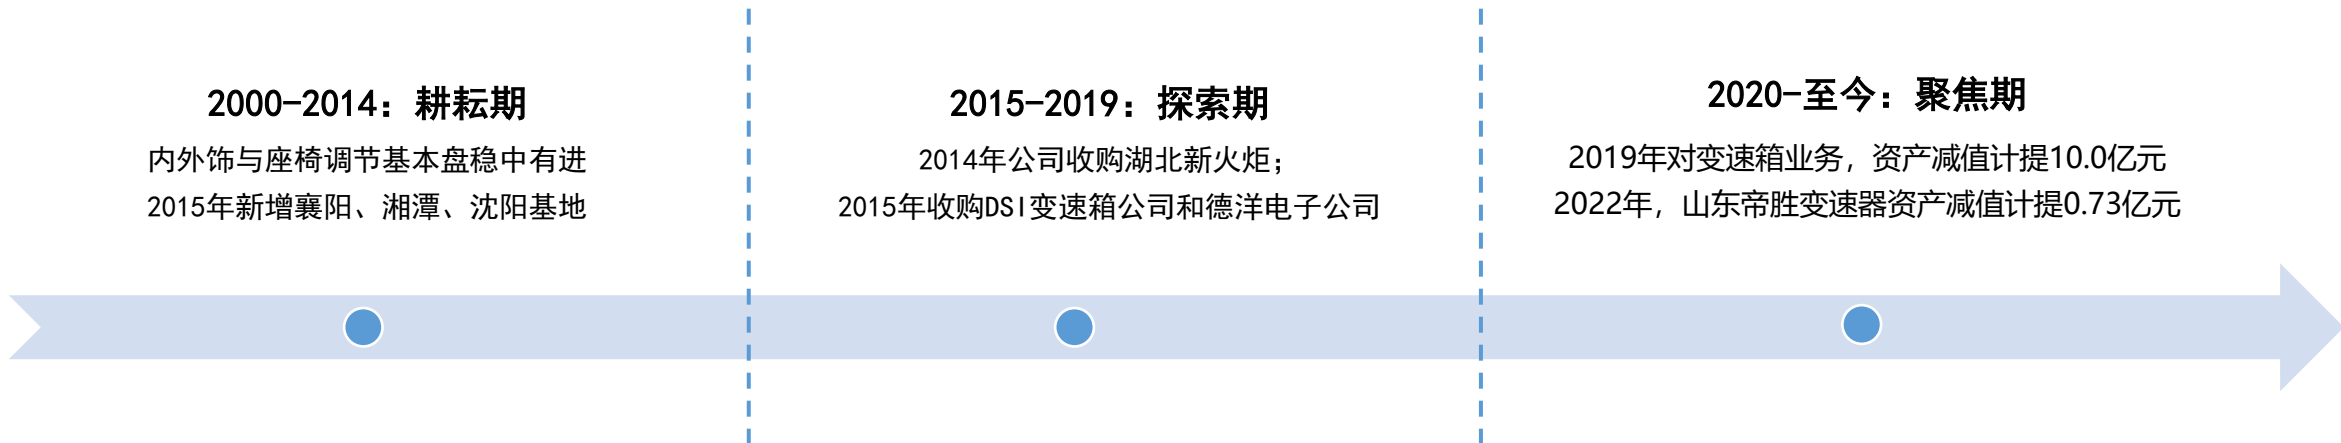 2000-2014：耕耘期
内外饰与座椅调节基本盘稳中有进
2015年新增襄阳、湘潭、沈阳基地
2015-2019：探索期
2014年公司收购湖北新火炬；
2015年收购DSI变速箱公司和德洋电子公司
2020-至今：聚焦期
2019年对变速箱业务，资产减值计提10.0亿元
2022年，山东帝胜变速器资产减值计提0.73亿元